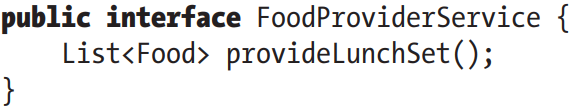 public interface FoodProviderService {
    List<Food> provideLunchSet();
}